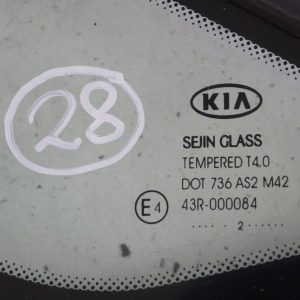 28
KIA
SEJIN GLASS
TEMPERED T4.0
DOT 736 AS2 M42
E4 43R-000084
.... 2 ..